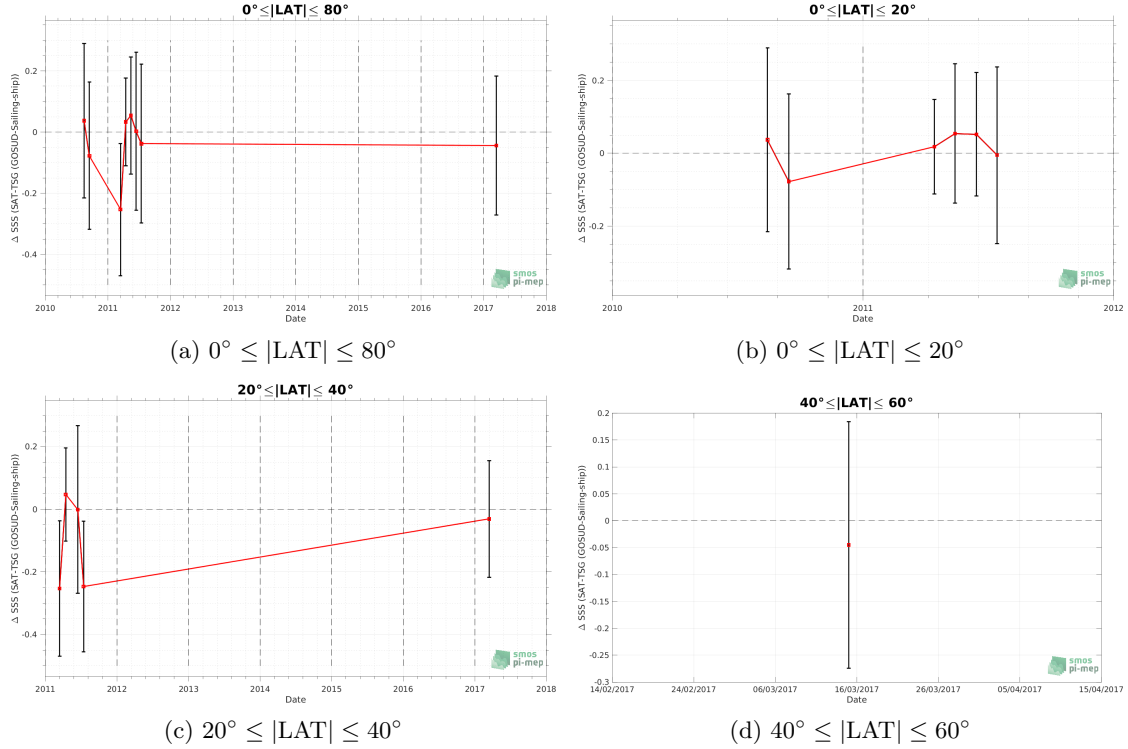 0°≤|LAT|≤ 80°
Δ SSS (SAT-TSG (GOSUD-Sailing-ship))
0.2
0
-0.2
-0.4
2010 2011 2012 2013 2014 2015 2016 2017 2018
Date
smos
pi-mep
(a) 0° ≤ |LAT| ≤ 80°
0°≤|LAT|≤ 20°
Δ SSS (SAT-TSG (GOSUD-Sailing-ship))
0.2
0
-0.2
2010 2011 2012
Date
smos
pi-mep
(b) 0° ≤ |LAT| ≤ 20°
20°≤|LAT|≤ 40°
Δ SSS (SAT-TSG (GOSUD-Sailing-ship))
0.2
0
-0.2
-0.4
2011 2012 2013 2014 2015 2016 2017 2018
Date
smos
pi-mep
(c) 20° ≤ |LAT| ≤ 40°
40°≤|LAT|≤ 60°
Δ SSS (SAT-TSG (GOSUD-Sailing-ship))
0.2
0.15
0.1
0.05
0
-0.05
-0.1
-0.15
-0.2
-0.25
-0.3
14/02/2017 24/02/2017 06/03/2017 16/03/2017 26/03/2017 05/04/2017 15/04/2017
Date
smos
pi-mep
(d) 40° ≤ |LAT| ≤ 60°